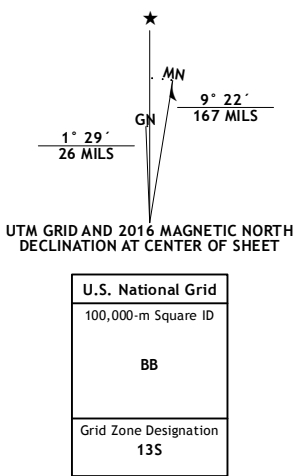 ★
MN
GN
9° 22´
167 MILS
1° 29´
26 MILS
UTM GRID AND 2016 MAGNETIC NORTH
DECLINATION AT CENTER OF SHEET
U.S. National Grid
100,000-m Square ID
BB
Grid Zone Designation
13S